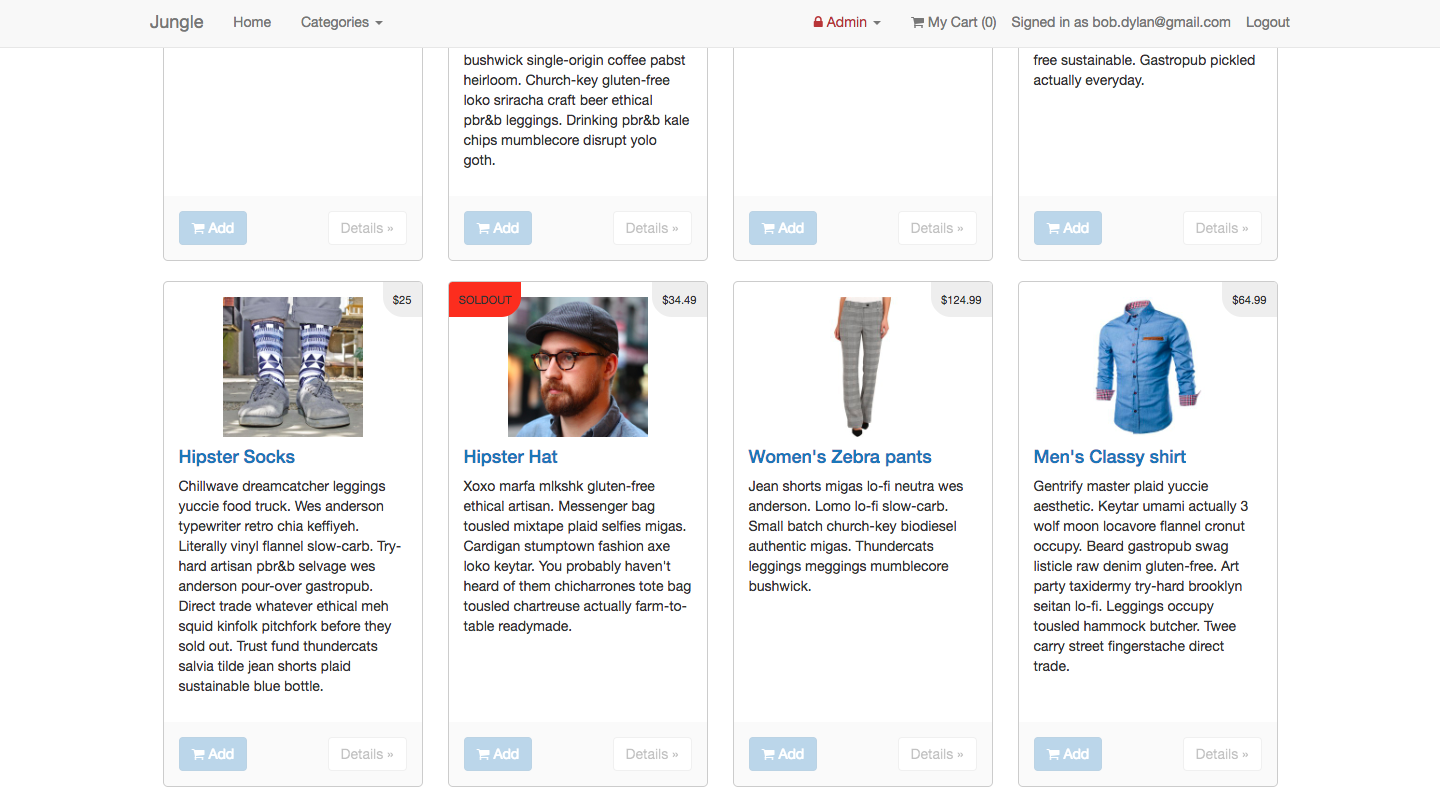 Jungle Home Categories Admin My Cart (0) Signed in as bob.dylan@gmail.com Logout
bushwick single-origin coffee pabst
heirloom. Church-key gluten-free
loko sriracha craft beer ethical
pbr&b leggings. Drinking pbr&b kale
chips mumblecore disrupt yolo
goth.
free sustainable. Gastropub pickled
actually everyday.
Add Details »
Add Details »
Add Details »
Add Details »
$25
Hipster Socks
Chillwave dreamcatcher leggings
yuccie food truck. Wes anderson
typewriter retro chia keffiyeh.
Literally vinyl flannel slow-carb. Try-
hard artisan pbr&b selvage wes
anderson pour-over gastropub.
Direct trade whatever ethical meh
squid kinfolk pitchfork before they
sold out. Trust fund thundercats
salvia tilde jean shorts plaid
sustainable blue bottle.
Add Details »
SOLDOUT $34.49
Hipster Hat
Xoxo marfa mlkshk gluten-free
ethical artisan. Messenger bag
tousled mixtape plaid selfies migas.
Cardigan stumptown fashion axe
loko keytar. You probably haven't
heard of them chicharrones tote bag
tousled chartreuse actually farm-to-
table readymade.
Add Details »
$124.99
Women's Zebra pants
Jean shorts migas lo-fi neutra wes
anderson. Lomo lo-fi slow-carb.
Small batch church-key biodiesel
authentic migas. Thundercats
leggings meggings mumblecore
bushwick.
Add Details »
$64.99
Men's Classy shirt
Gentrify master plaid yuccie
aesthetic. Keytar umami actually 3
wolf moon locavore flannel cronut
occupy. Beard gastropub swag
listicle raw denim gluten-free. Art
party taxidermy try-hard brooklyn
seitan lo-fi. Leggings occupy
tousled hammock butcher. Twee
carry street fingerstache direct
trade.
Add Details »